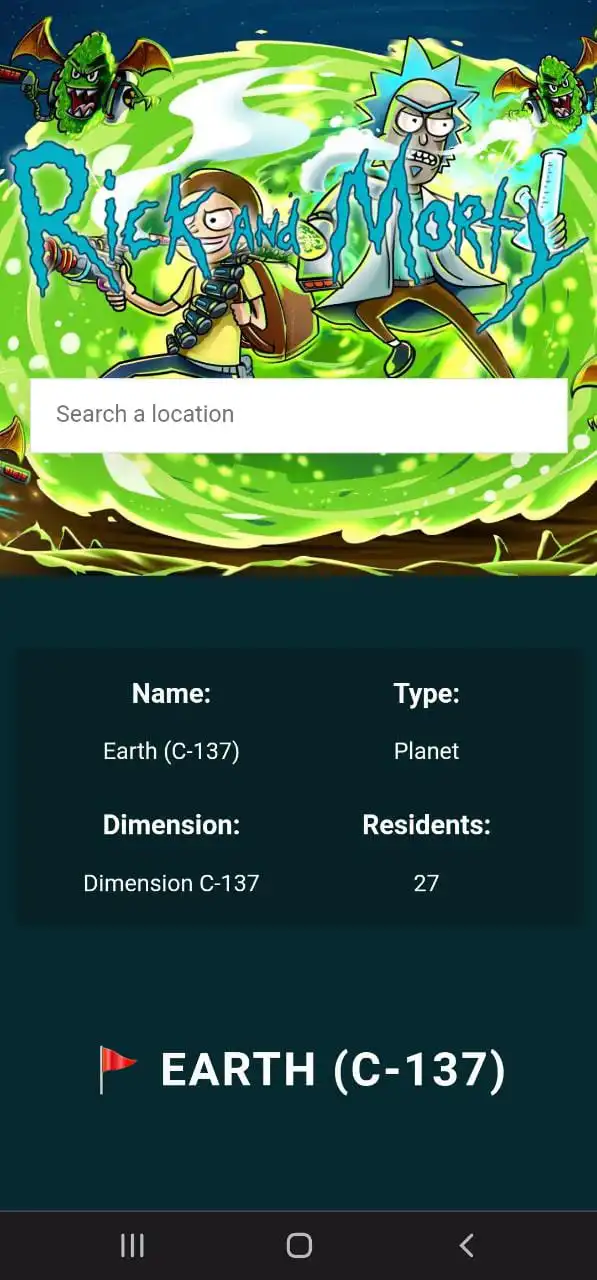 Rick and Morty
Search a location
Name:
Type:
Earth (C-137)
Planet
Dimension:
Residents:
Dimension C-137
27
🚩 EARTH (C-137)